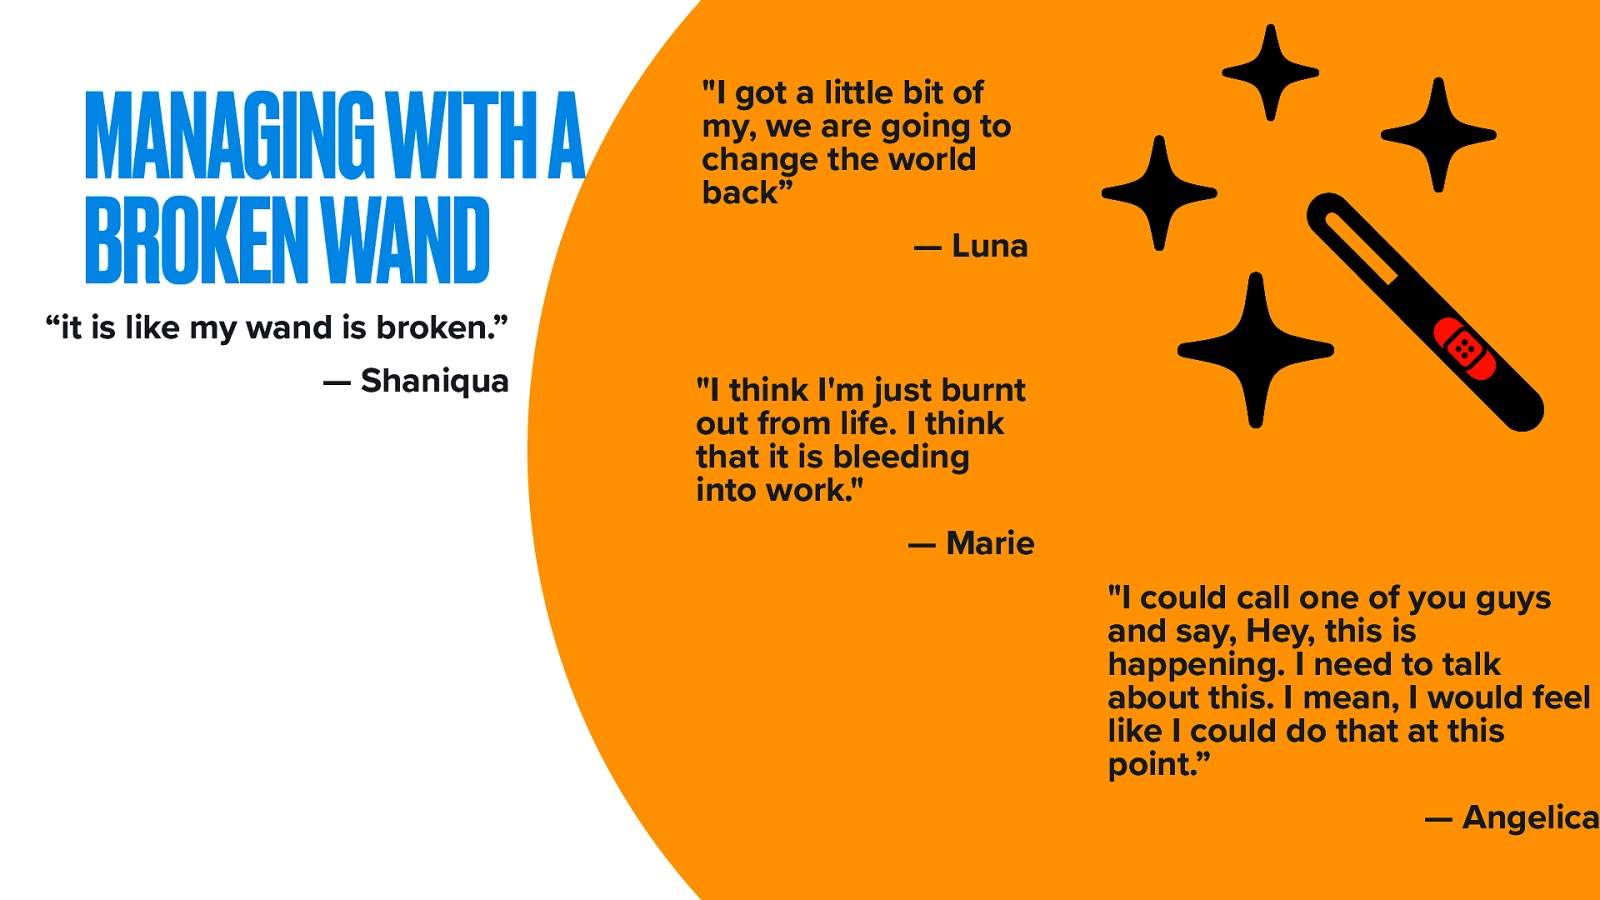 MANAGING WITH A
BROKEN WAND
“it is like my wand is broken.”
— Shaniqua
"I got a little bit of
my, we are going to
change the world
back”
— Luna
"I think I'm just burnt
out from life. I think
that it is bleeding
into work."
— Marie
"I could call one of you guys
and say, Hey, this is
happening. I need to talk
about this. I mean, I would feel
like I could do that at this
point.”
— Angelica